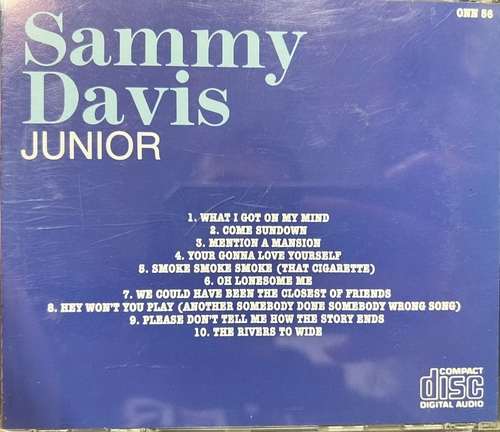 ONN 56
Sammy
Davis
JUNIOR
1. WHAT I GOT ON MY MIND
2. COME SUNDOWN
3. MENTION A MANSION
4. YOUR GONNA LOVE YOURSELF
5. SMOKE SMOKE SMOKE (THAT CIGARETTE)
6. OH LONESOME ME
7. WE COULD HAVE BEEN THE CLOSEST OF FRIENDS
8. HEY WON'T YOU PLAY (ANOTHER SOMEBODY DONE SOMEBODY WRONG SONG)
9. PLEASE DON'T TELL ME HOW THE STORY ENDS
10. THE RIVERS TO WIDE
COMPACT
disc
DIGITAL AUDIO